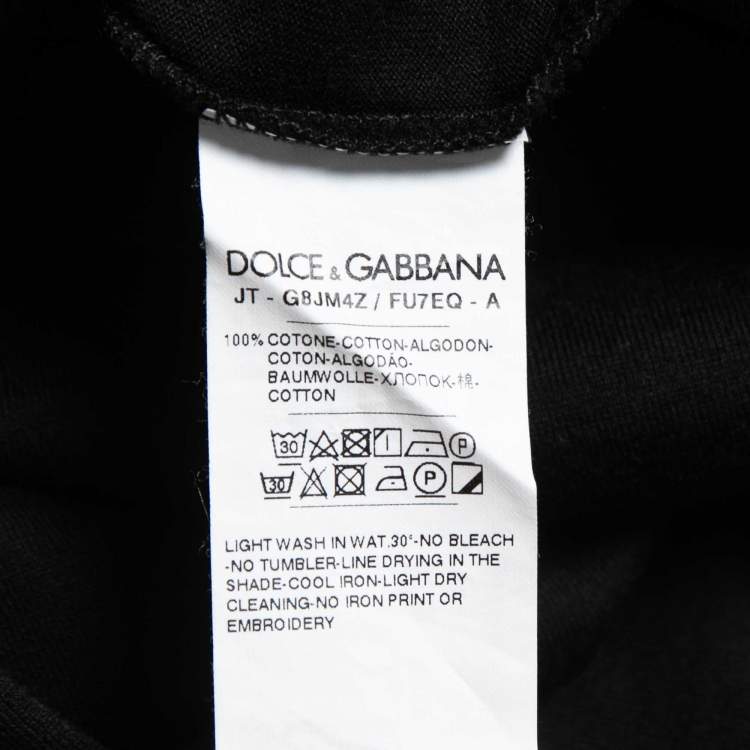 DOLCE & GABBANA
JT - G8JM4Z / FU7EQ - A
100% COTONE-COTTON-ALGODON-
COTON-ALGODÃO-
BAUMWOLLE-ХЛОПОК-棉-
COTTON
30 P
30 P
LIGHT WASH IN WAT.30°-NO BLEACH
-NO TUMBLER-LINE DRYING IN THE
SHADE-COOL IRON-LIGHT DRY
CLEANING-NO IRON PRINT OR
EMBROIDERY